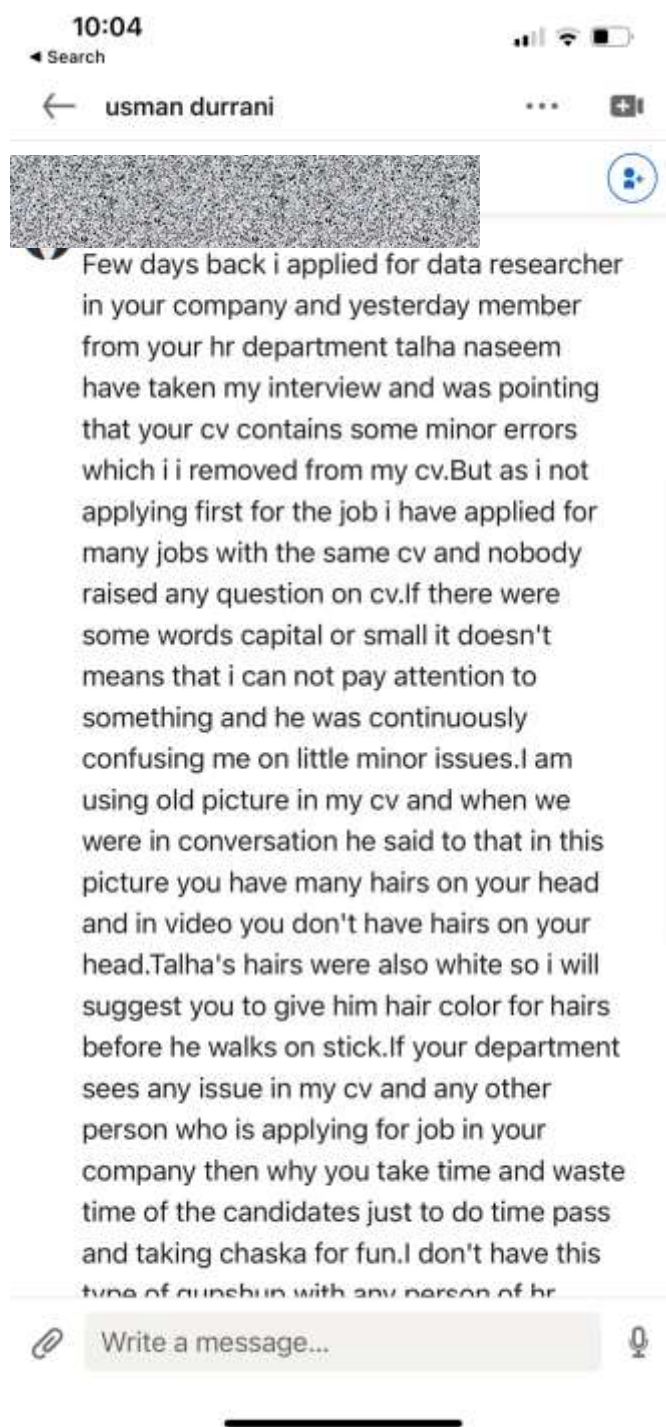 10:04
◄ Search
usman durrani
Few days back i applied for data researcher
in your company and yesterday member
from your hr department talha naseem
have taken my interview and was pointing
that your cv contains some minor errors
which i i removed from my cv.But as i not
applying first for the job i have applied for
many jobs with the same cv and nobody
raised any question on cv.If there were
some words capital or small it doesn't
means that i can not pay attention to
something and he was continuously
confusing me on little minor issues.I am
using old picture in my cv and when we
were in conversation he said to that in this
picture you have many hairs on your head
and in video you don't have hairs on your
head.Talha's hairs were also white so i will
suggest you to give him hair color for hairs
before he walks on stick.If your department
sees any issue in my cv and any other
person who is applying for job in your
company then why you take time and waste
time of the candidates just to do time pass
and taking chaska for fun.I don't have this
type of gupshup with any person of hr
Write a message...